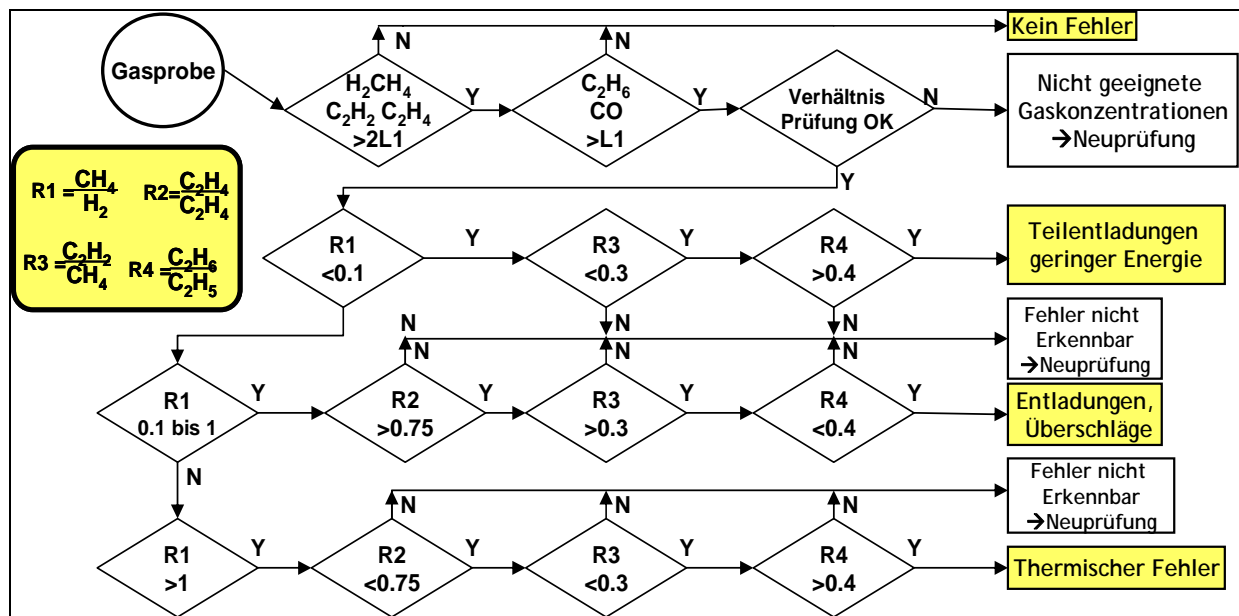 Kein Fehler
N
N
Gasprobe
H₂CH₄
C₂H₂ C₂H₄
>2L1
Y
C₂H₆
CO
>L1
Y
Verhältnis
Prüfung OK
N
Nicht geeignete
Gaskonzentrationen
→Neuprüfung
Y
R1 = CH₄ / H₂
R2 = C₂H₄ / C₂H₄
R3 = C₂H₂ / CH₄
R4 = C₂H₆ / C₂H₅
R1
<0.1
Y
R3
<0.3
Y
R4
>0.4
Y
Teilentladungen
geringer Energie
N
N
N
Fehler nicht
Erkennbar
→Neuprüfung
N
N
N
R1
0.1 bis 1
Y
R2
>0.75
Y
R3
>0.3
Y
R4
<0.4
Y
Entladungen,
Überschläge
N
N
N
N
Fehler nicht
Erkennbar
→Neuprüfung
R1
>1
Y
R2
<0.75
Y
R3
<0.3
Y
R4
>0.4
Y
Thermischer Fehler